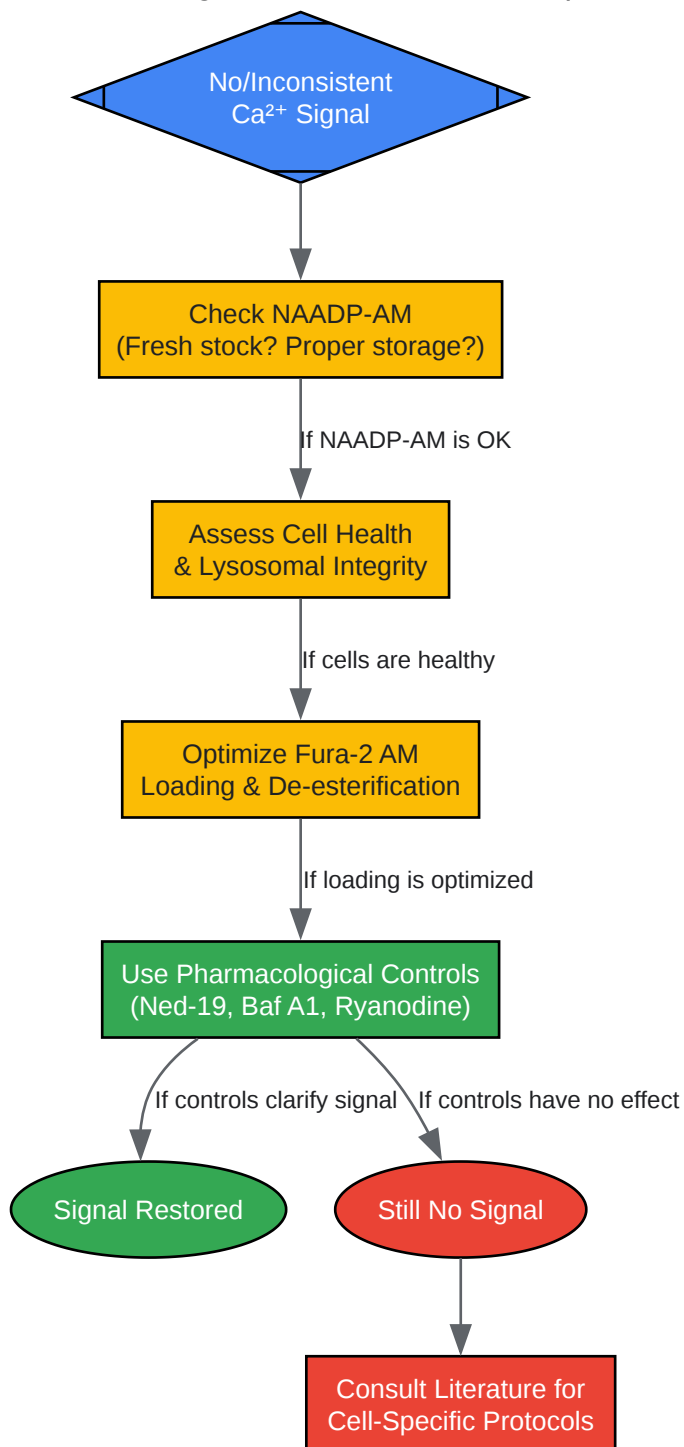 No/Inconsistent
Ca²⁺ Signal
Check NAADP-AM
(Fresh stock? Proper storage?)
If NAADP-AM is OK
Assess Cell Health
& Lysosomal Integrity
If cells are healthy
Optimize Fura-2 AM
Loading & De-esterification
If loading is optimized
Use Pharmacological Controls
(Ned-19, Baf A1, Ryanodine)
If controls clarify signal
If controls have no effect
Signal Restored
Still No Signal
Consult Literature for
Cell-Specific Protocols